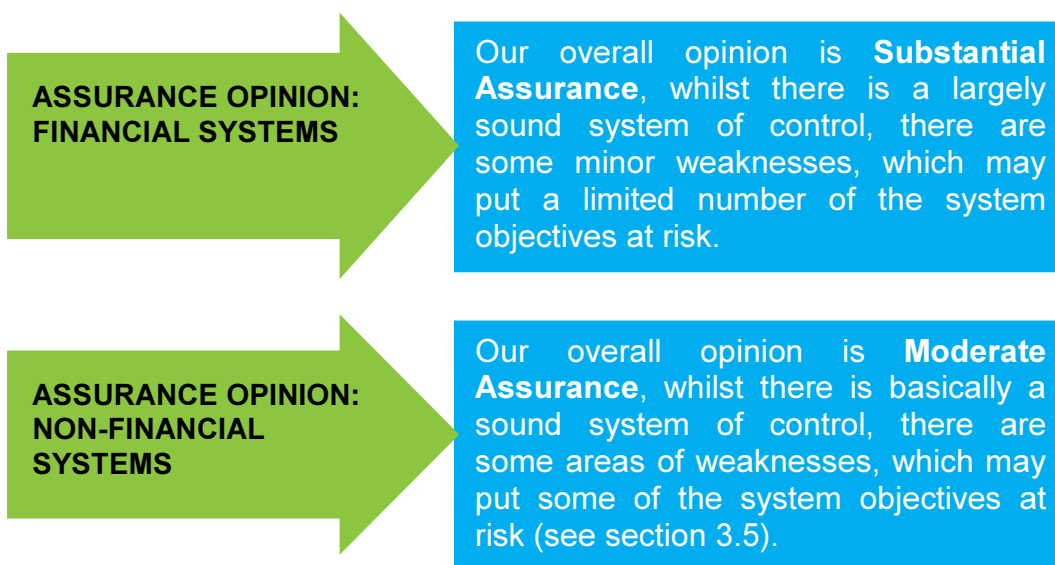 ASSURANCE OPINION:
FINANCIAL SYSTEMS
Our overall opinion is Substantial
Assurance, whilst there is a largely
sound system of control, there are
some minor weaknesses, which may
put a limited number of the system
objectives at risk.
ASSURANCE OPINION:
NON-FINANCIAL
SYSTEMS
Our overall opinion is Moderate
Assurance, whilst there is basically a
sound system of control, there are
some areas of weaknesses, which may
put some of the system objectives at
risk (see section 3.5).